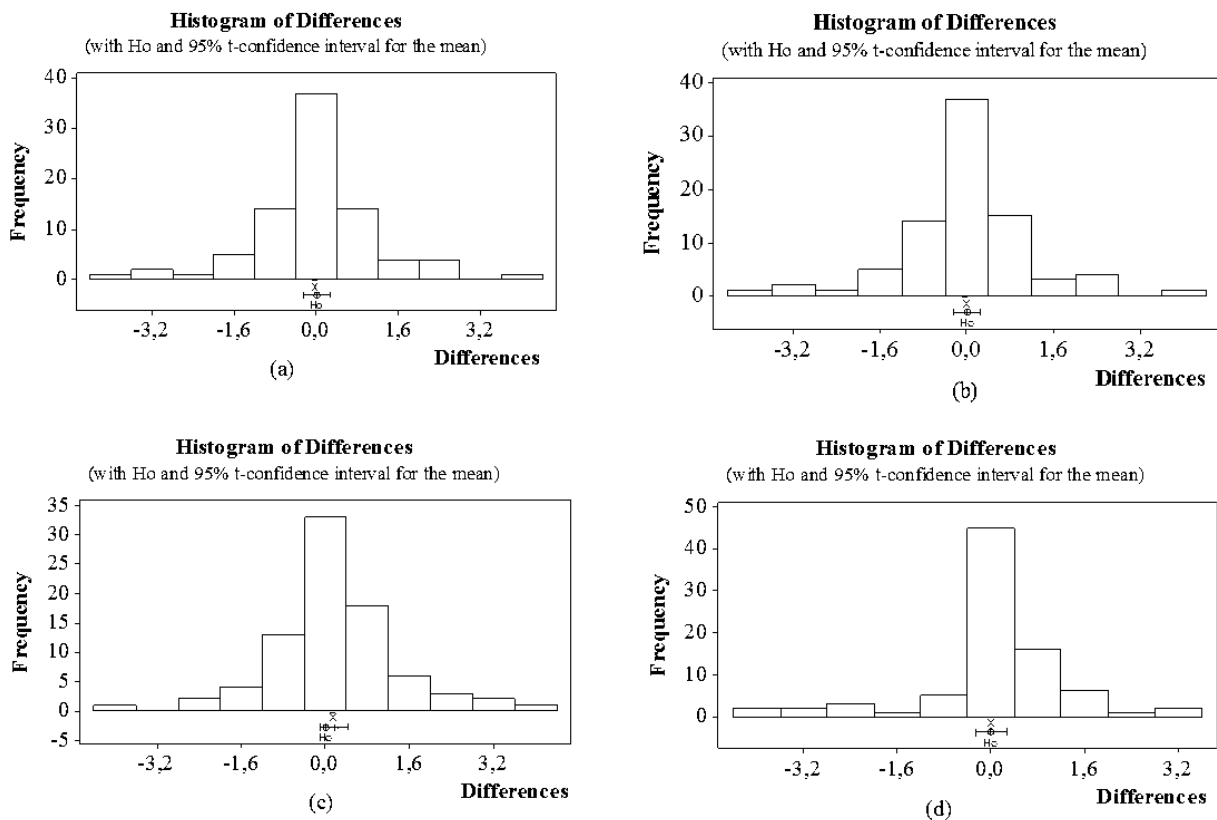 Histogram of Differences
(with Ho and 95% t-confidence interval for the mean)
Frequency
40
30
20
10
0
X
Ho
-3,2 -1,6 0,0 1,6 3,2
Differences
(a)
Histogram of Differences
(with Ho and 95% t-confidence interval for the mean)
Frequency
40
30
20
10
0
X
Ho
-3,2 -1,6 0,0 1,6 3,2
Differences
(b)
Histogram of Differences
(with Ho and 95% t-confidence interval for the mean)
Frequency
35
30
25
20
15
10
5
0
-5
X
Ho
-3,2 -1,6 0,0 1,6 3,2
Differences
(c)
Histogram of Differences
(with Ho and 95% t-confidence interval for the mean)
Frequency
50
40
30
20
10
0
X
Ho
-3,2 -1,6 0,0 1,6 3,2
Differences
(d)